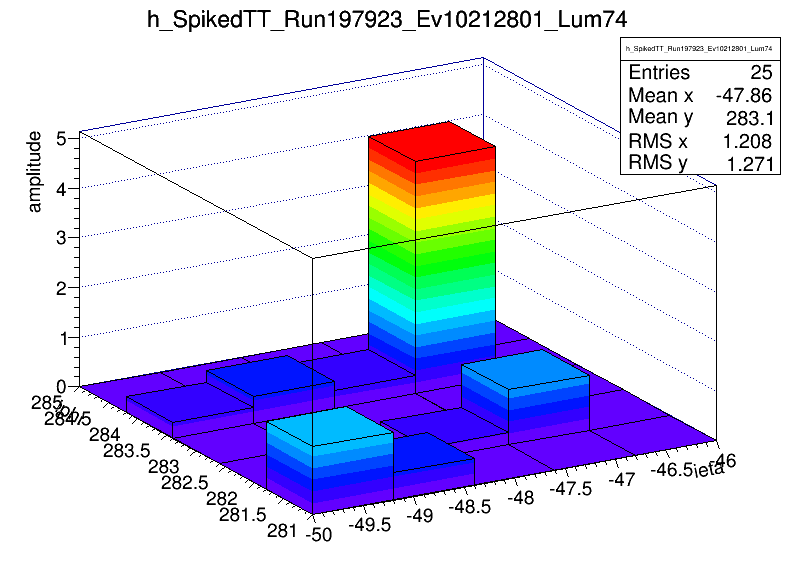 h_SpikedTT_Run197923_Ev10212801_Lum74
h_SpikedTT_Run197923_Ev10212801_Lum74
Entries 25
Mean x -47.86
Mean y 283.1
RMS x 1.208
RMS y 1.271
amplitude
5
4
3
2
1
0
285
284.5
284
283.5
283
282.5
282
281.5
281
-50
-49.5
-49
-48.5
-48
-47.5
-47
-46.5
-46
ieta